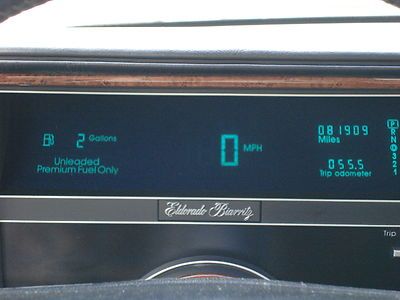 2 Gallons
Unleaded
Premium Fuel Only
0 MPH
081909
Miles
055.5
Trip odometer
P
R
N
D
3
2
1
Eldorado Biarritz
Trip